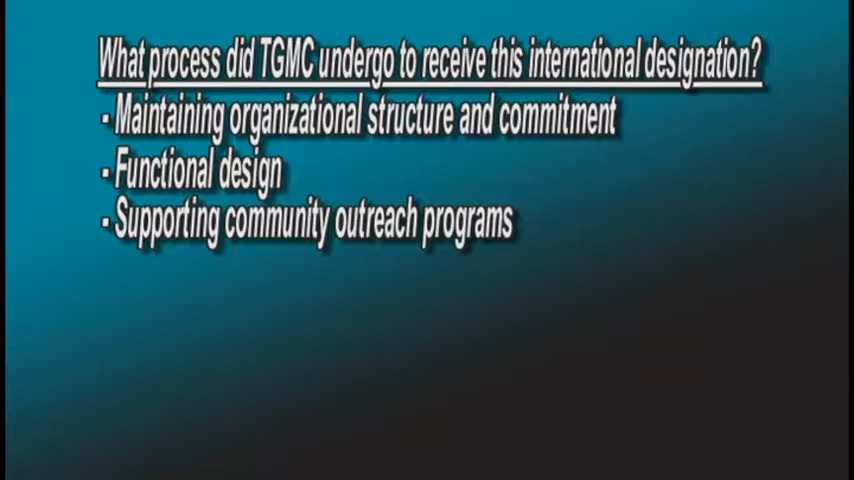 What process did TGMC undergo to receive this international designation?
- Maintaining organizational structure and commitment
- Functional design
- Supporting community outreach programs